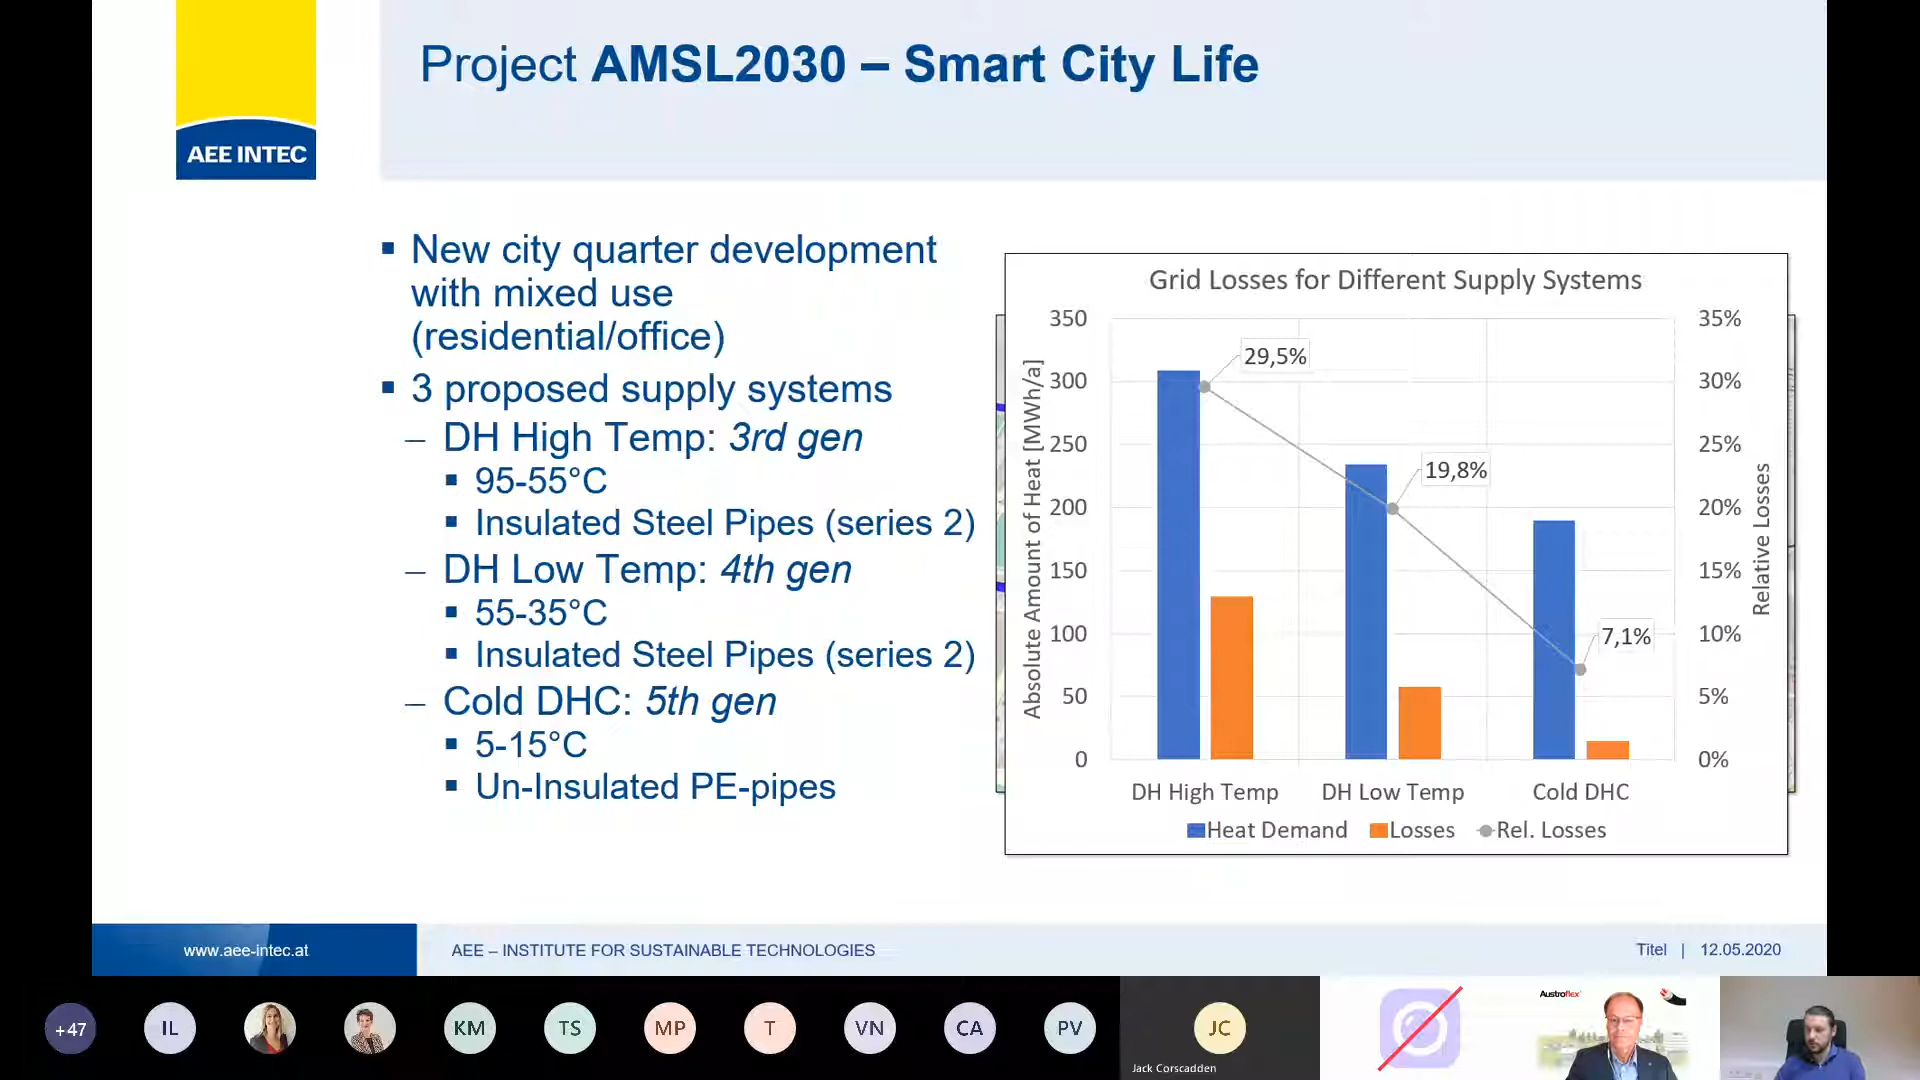 Project AMSL2030 – Smart City Life
AEE INTEC
▪ New city quarter development
with mixed use
(residential/office)
▪ 3 proposed supply systems
– DH High Temp: 3rd gen
▪ 95-55°C
▪ Insulated Steel Pipes (series 2)
– DH Low Temp: 4th gen
▪ 55-35°C
▪ Insulated Steel Pipes (series 2)
– Cold DHC: 5th gen
▪ 5-15°C
▪ Un-Insulated PE-pipes
Grid Losses for Different Supply Systems
Absolute Amount of Heat [MWh/a]
350
300
250
200
150
100
50
0
29,5%
19,8%
7,1%
35%
30%
25%
20%
15%
10%
5%
0%
Relative Losses
DH High Temp DH Low Temp Cold DHC
Heat Demand Losses Rel. Losses
www.aee-intec.at
AEE – INSTITUTE FOR SUSTAINABLE TECHNOLOGIES
Titel | 12.05.2020
+47 IL KM TS MP T VN CA PV JC
Jack Corscadden
Austroflex